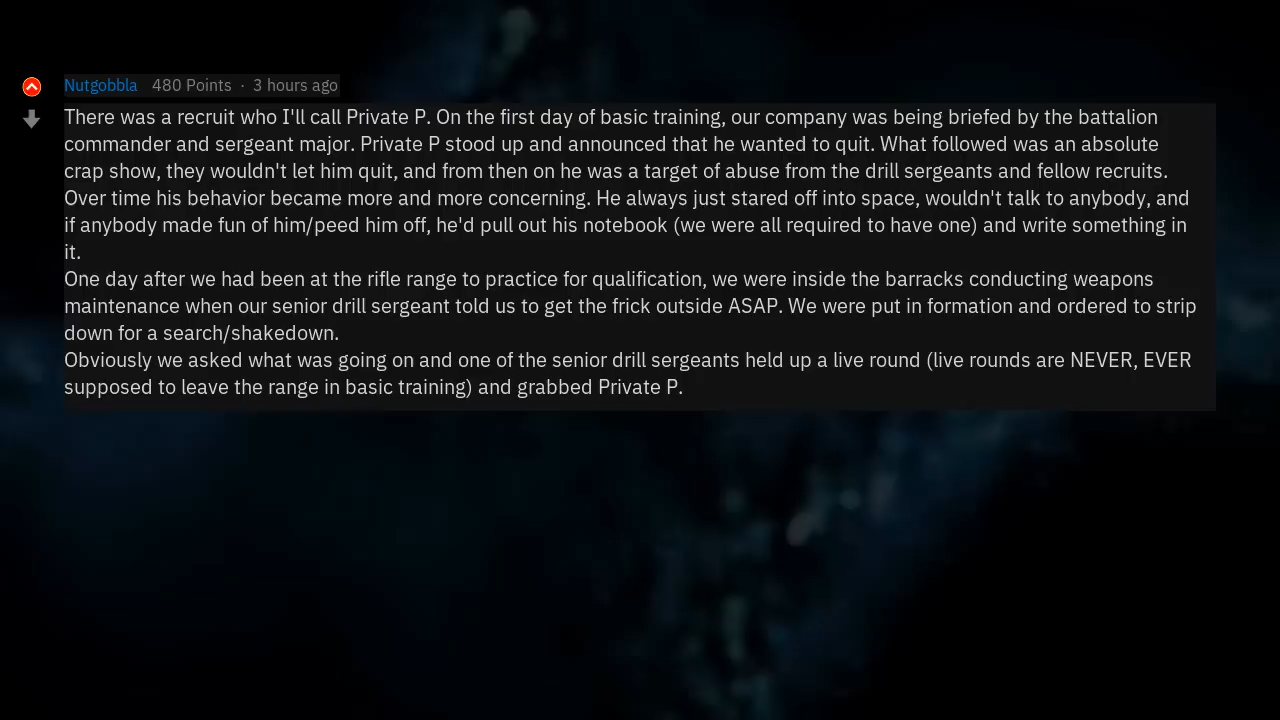 Nutgobbla 480 Points · 3 hours ago
There was a recruit who I'll call Private P. On the first day of basic training, our company was being briefed by the battalion
commander and sergeant major. Private P stood up and announced that he wanted to quit. What followed was an absolute
crap show, they wouldn't let him quit, and from then on he was a target of abuse from the drill sergeants and fellow recruits.
Over time his behavior became more and more concerning. He always just stared off into space, wouldn't talk to anybody, and
if anybody made fun of him/peed him off, he'd pull out his notebook (we were all required to have one) and write something in
it.
One day after we had been at the rifle range to practice for qualification, we were inside the barracks conducting weapons
maintenance when our senior drill sergeant told us to get the frick outside ASAP. We were put in formation and ordered to strip
down for a search/shakedown.
Obviously we asked what was going on and one of the senior drill sergeants held up a live round (live rounds are NEVER, EVER
supposed to leave the range in basic training) and grabbed Private P.